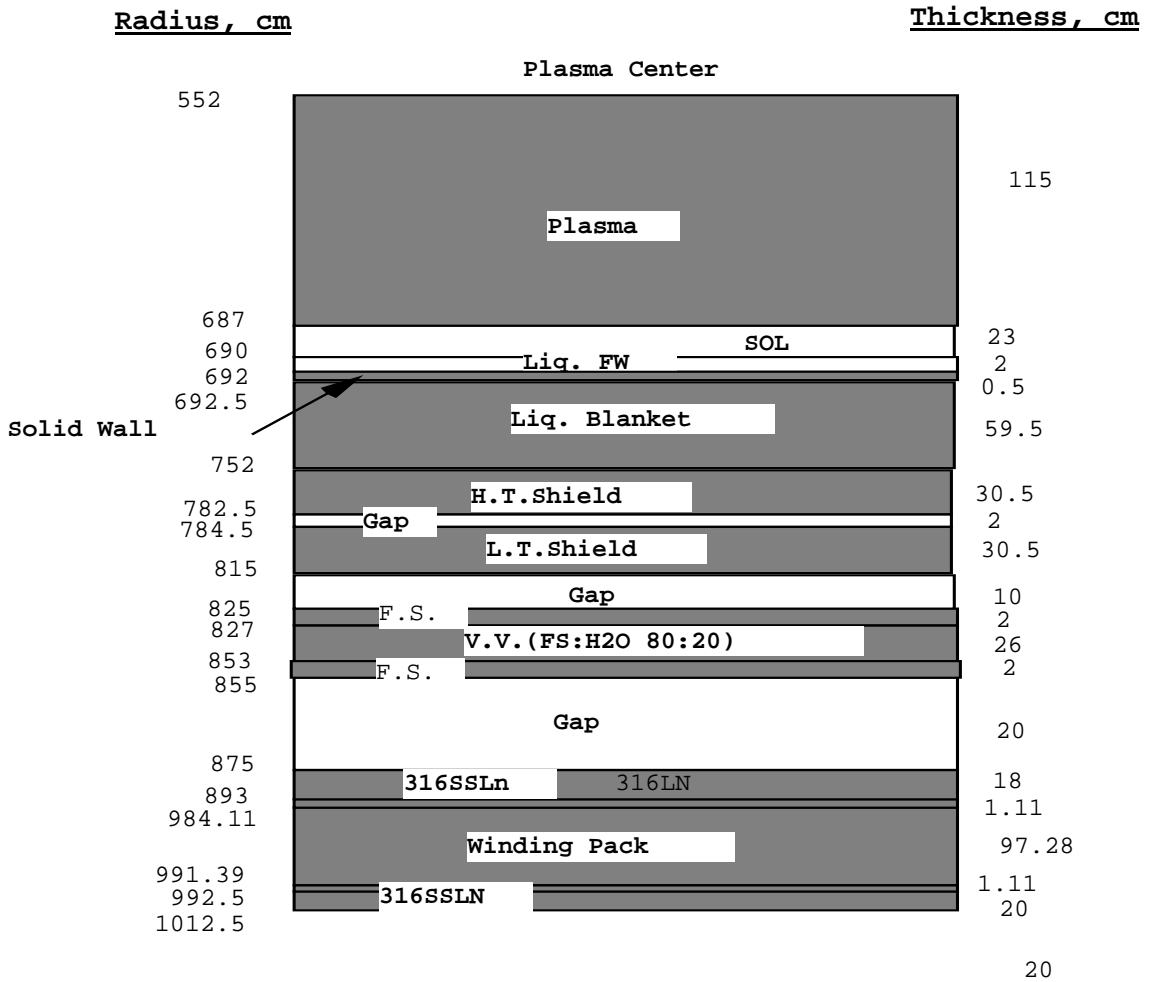 Radius, cm
Thickness, cm
Plasma Center
552
115
Plasma
687
SOL
23
690
Liq. FW
2
692
0.5
692.5
Solid Wall
Liq. Blanket
59.5
752
H.T.Shield
30.5
782.5
Gap
2
784.5
L.T.Shield
30.5
815
Gap
10
825
F.S.
2
827
V.V.(FS:H2O 80:20)
26
853
F.S.
2
855
Gap
20
875
316SSLn
316LN
18
893
1.11
984.11
Winding Pack
97.28
991.39
1.11
992.5
316SSLN
20
1012.5
20